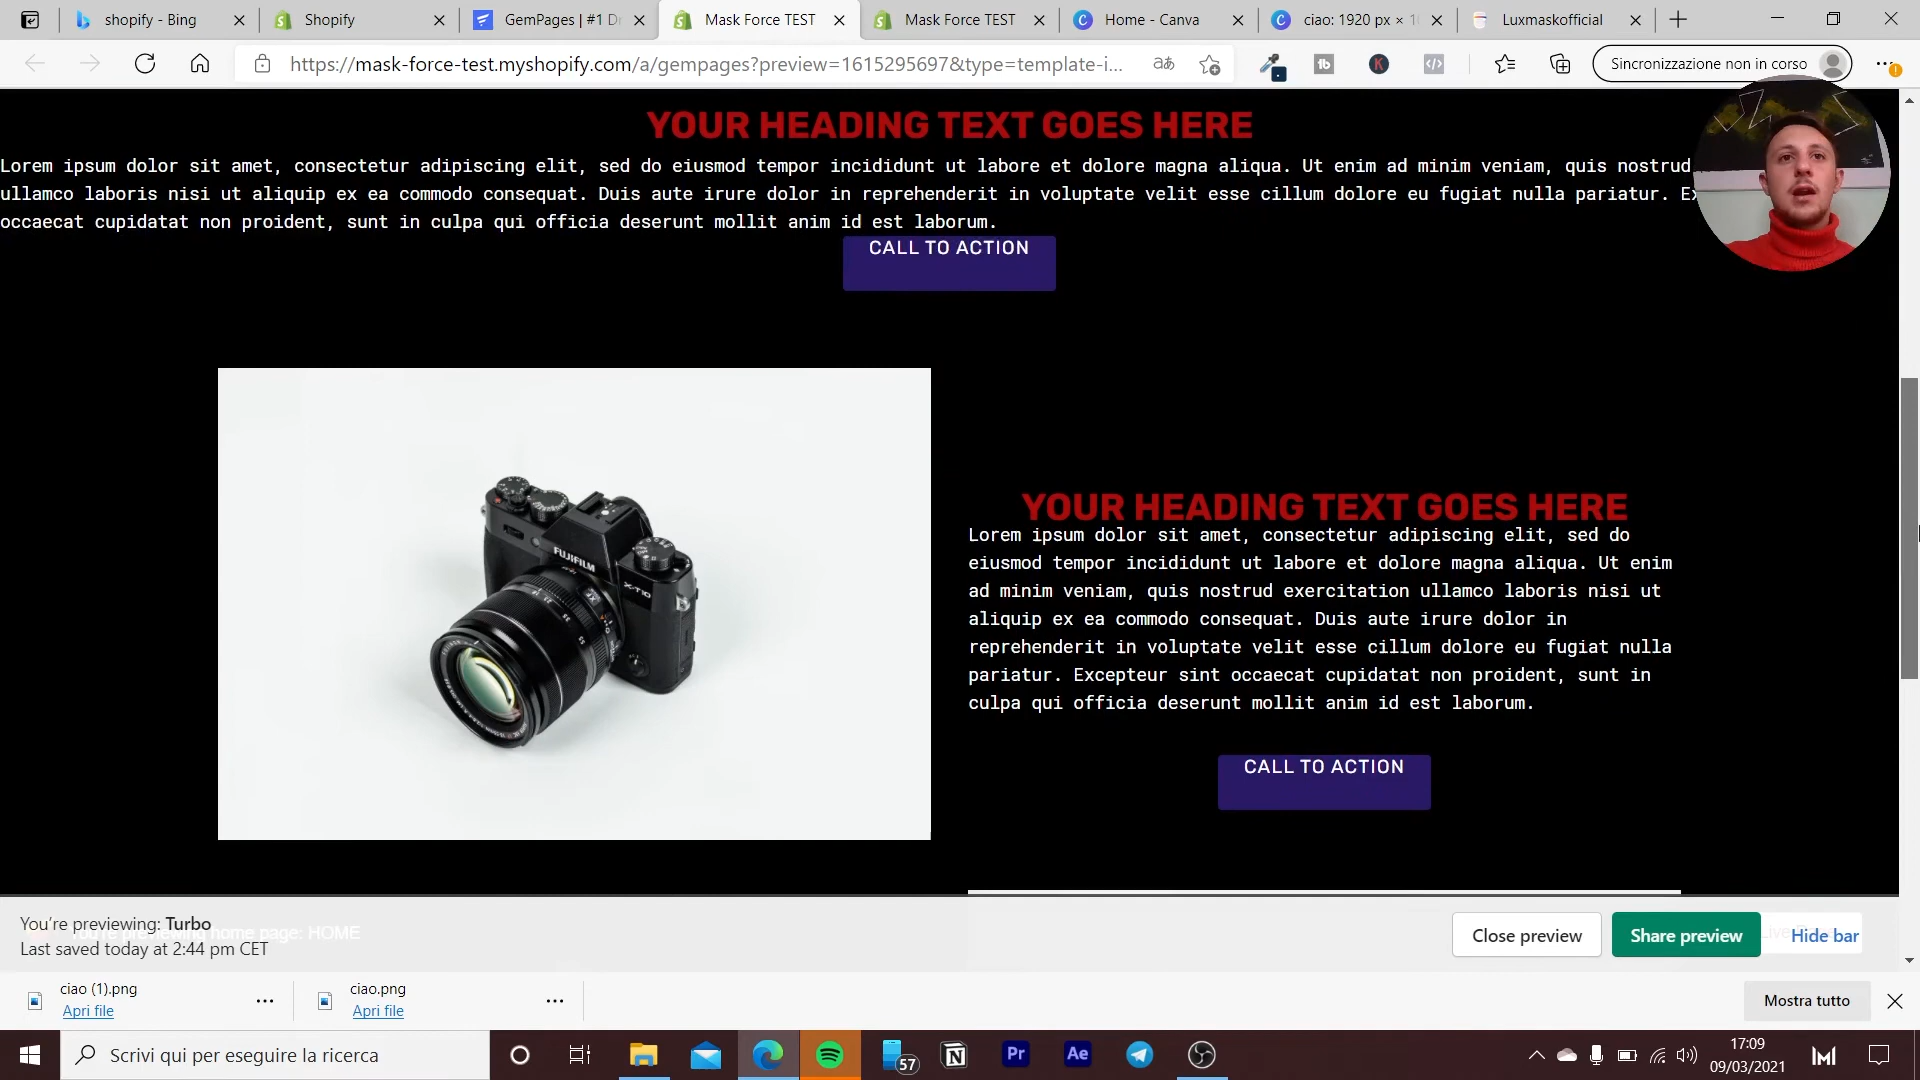 shopify - Bing
Shopify
GemPages | #1 D
Mask Force TEST
Mask Force TEST
Home - Canva
ciao: 1920 px × 1
Luxmaskofficial
https://mask-force-test.myshopify.com/a/gempages?preview=1615295697&type=template-i...
Sincronizzazione non in corso
YOUR HEADING TEXT GOES HERE
Lorem ipsum dolor sit amet, consectetur adipiscing elit, sed do eiusmod tempor incididunt ut labore et dolore magna aliqua. Ut enim ad minim veniam, quis nostrud
ullamco laboris nisi ut aliquip ex ea commodo consequat. Duis aute irure dolor in reprehenderit in voluptate velit esse cillum dolore eu fugiat nulla pariatur. Ex
occaecat cupidatat non proident, sunt in culpa qui officia deserunt mollit anim id est laborum.
CALL TO ACTION
FUJIFILM
X-T10
YOUR HEADING TEXT GOES HERE
Lorem ipsum dolor sit amet, consectetur adipiscing elit, sed do
eiusmod tempor incididunt ut labore et dolore magna aliqua. Ut enim
ad minim veniam, quis nostrud exercitation ullamco laboris nisi ut
aliquip ex ea commodo consequat. Duis aute irure dolor in
reprehenderit in voluptate velit esse cillum dolore eu fugiat nulla
pariatur. Excepteur sint occaecat cupidatat non proident, sunt in
culpa qui officia deserunt mollit anim id est laborum.
CALL TO ACTION
You're previewing: Turbo
You're previewing home page: HOME
Last saved today at 2:44 pm CET
Close preview
Share preview
Hide bar
ciao (1).png
Apri file
ciao.png
Apri file
Mostra tutto
Scrivi qui per eseguire la ricerca
57
Pr
Ae
17:09
09/03/2021